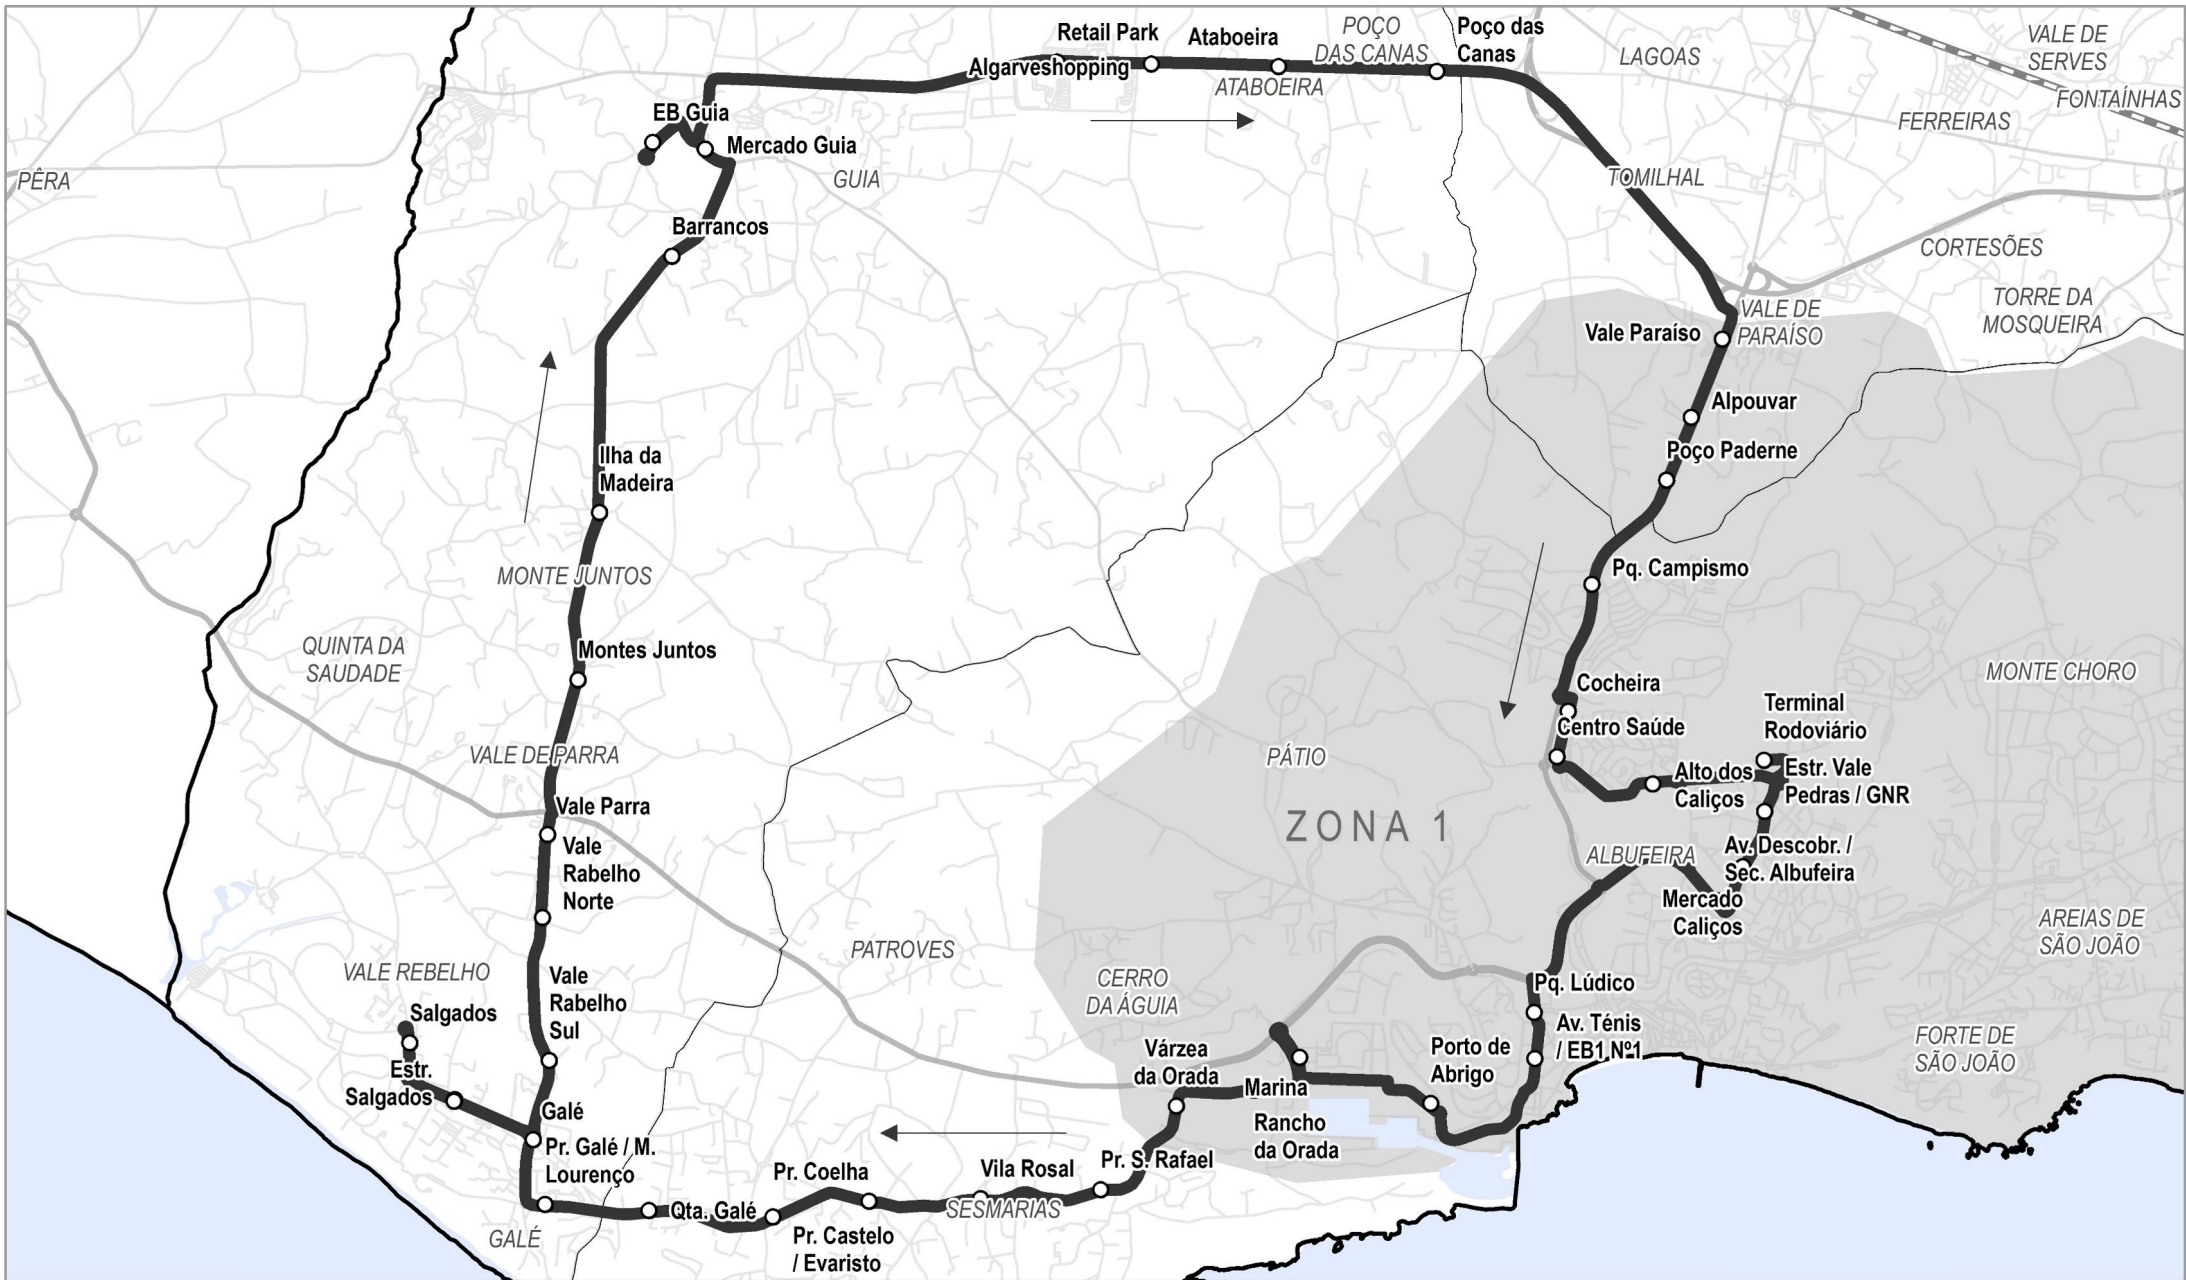 Retail Park
Algarveshopping
Ataboeira
POÇO
DAS CANAS
ATABOEIRA
Poço das
Canas
LAGOAS
VALE DE
SERVES
FONTAÍNHAS
FERREIRAS
EB Guia
Mercado Guia
GUIA
PÊRA
TOMILHAL
Barrancos
CORTESÕES
TORRE DA
MOSQUEIRA
VALE DE
PARAÍSO
Vale Paraíso
Alpouvar
Poço Paderne
Ilha da
Madeira
MONTE JUNTOS
Pq. Campismo
QUINTA DA
SAUDADE
Montes Juntos
MONTE CHORO
Cocheira
Centro Saúde
Terminal
Rodoviário
VALE DE PARRA
PÁTIO
Alto dos
Caliços
Estr. Vale
Pedras / GNR
Vale Parra
ZONA 1
Vale
Rabelho
Norte
ALBUFEIRA
Av. Descobr. /
Sec. Albufeira
Mercado
Caliços
AREIAS DE
SÃO JOÃO
PATROVES
VALE REBELHO
CERRO
DA ÁGUIA
Vale
Rabelho
Sul
Pq. Lúdico
Salgados
Av. Ténis
/ EB1 Nº1
FORTE DE
SÃO JOÃO
Várzea
da Orada
Porto de
Abrigo
Estr.
Salgados
Marina
Galé
Rancho
da Orada
Pr. Galé / M.
Lourenço
Pr. Coelha
Vila Rosal
Pr. S. Rafael
Qta. Galé
SESMARIAS
GALÉ
Pr. Castelo
/ Evaristo